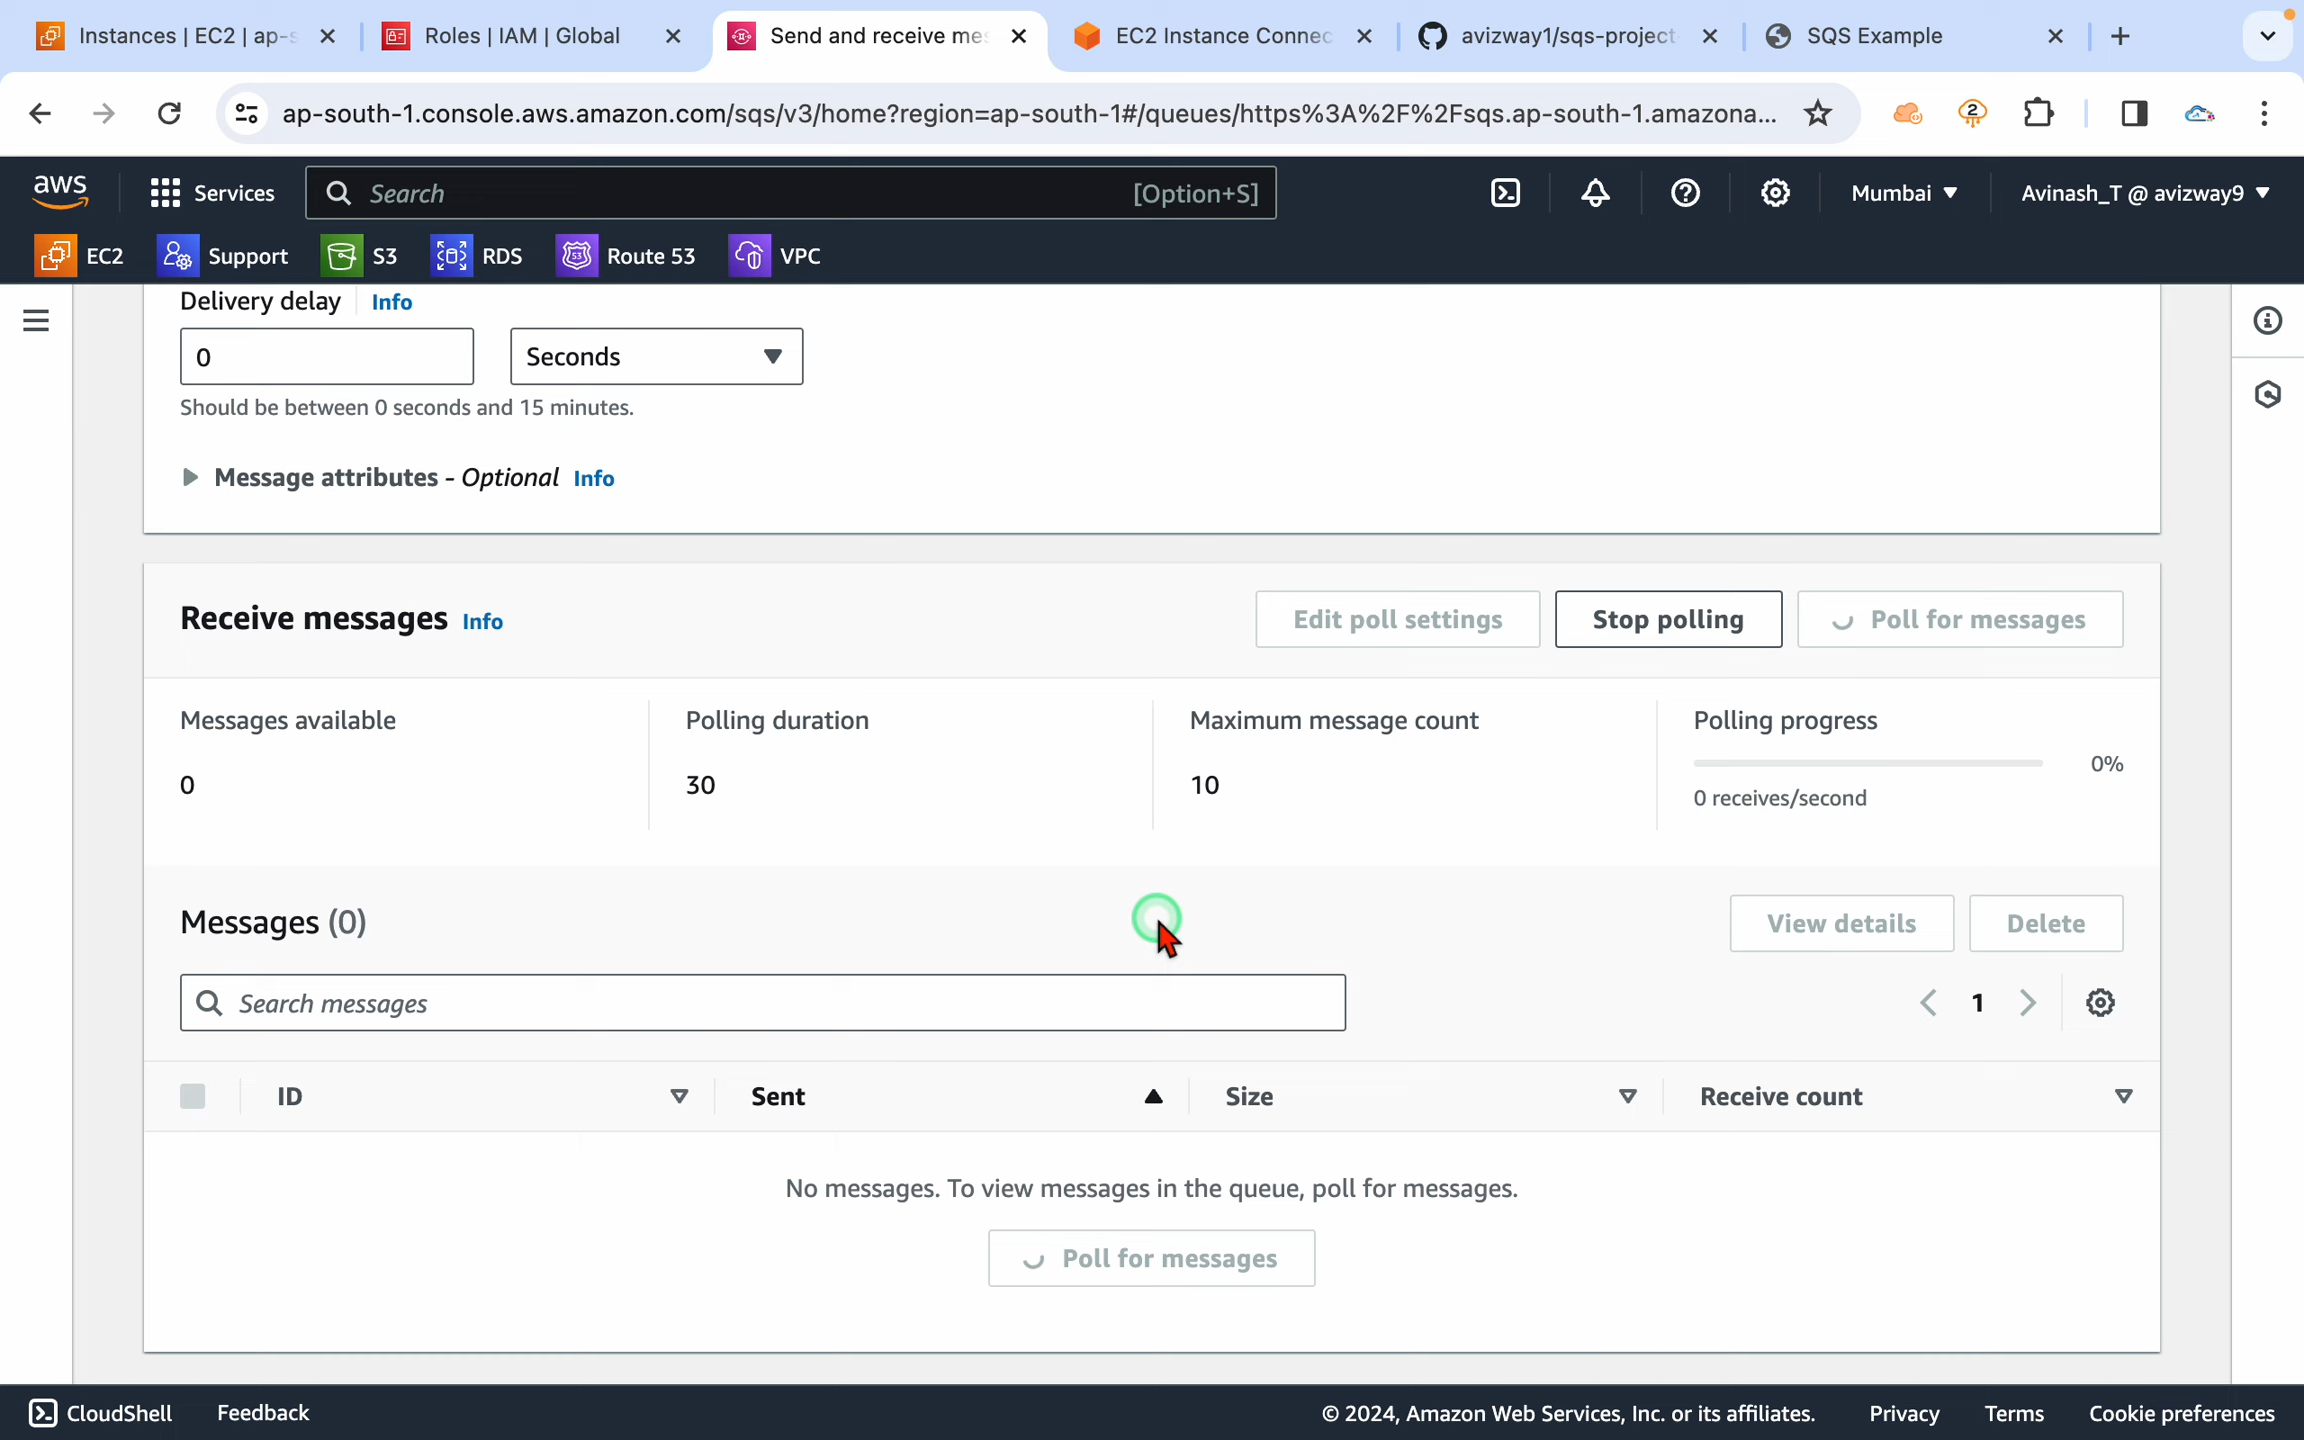 Instances | EC2 | ap-s
Roles | IAM | Global
Send and receive mes
EC2 Instance Connec
avizway1/sqs-project
SQS Example
ap-south-1.console.aws.amazon.com/sqs/v3/home?region=ap-south-1#/queues/https%3A%2F%2Fsqs.ap-south-1.amazona...
2
aws
Services
Search
[Option+S]
Mumbai
Avinash_T @ avizway9
EC2
Support
S3
RDS
53
Route 53
VPC
Delivery delay
Info
0
Seconds
Should be between 0 seconds and 15 minutes.
Message attributes - Optional Info
Receive messages Info
Edit poll settings
Stop polling
Poll for messages
Messages available
0
Polling duration
30
Maximum message count
10
Polling progress
0%
0 receives/second
Messages (0)
View details
Delete
Search messages
1
ID
Sent
Size
Receive count
No messages. To view messages in the queue, poll for messages.
Poll for messages
CloudShell
Feedback
© 2024, Amazon Web Services, Inc. or its affiliates.
Privacy
Terms
Cookie preferences